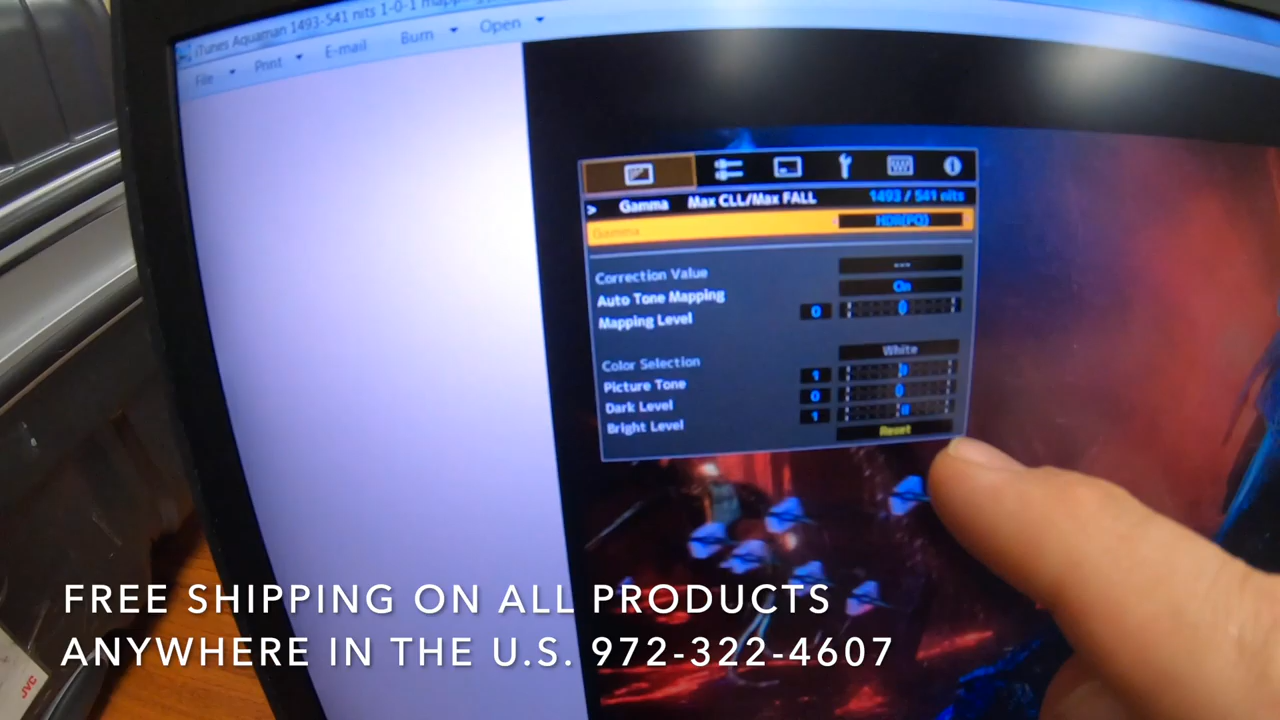 iTunes Aquaman 1493-541 nits 1-0-1
File Print E-mail Burn Open
> Gamma Max CLL/Max FALL 1493 / 541 nits
Gamma HDR(PQ)
Correction Value ---
Auto Tone Mapping On
Mapping Level 0 0
Color Selection White
Picture Tone 1
Dark Level 0 0
Bright Level 1
Reset
FREE SHIPPING ON ALL PRODUCTS
ANYWHERE IN THE U.S. 972-322-4607
JVC